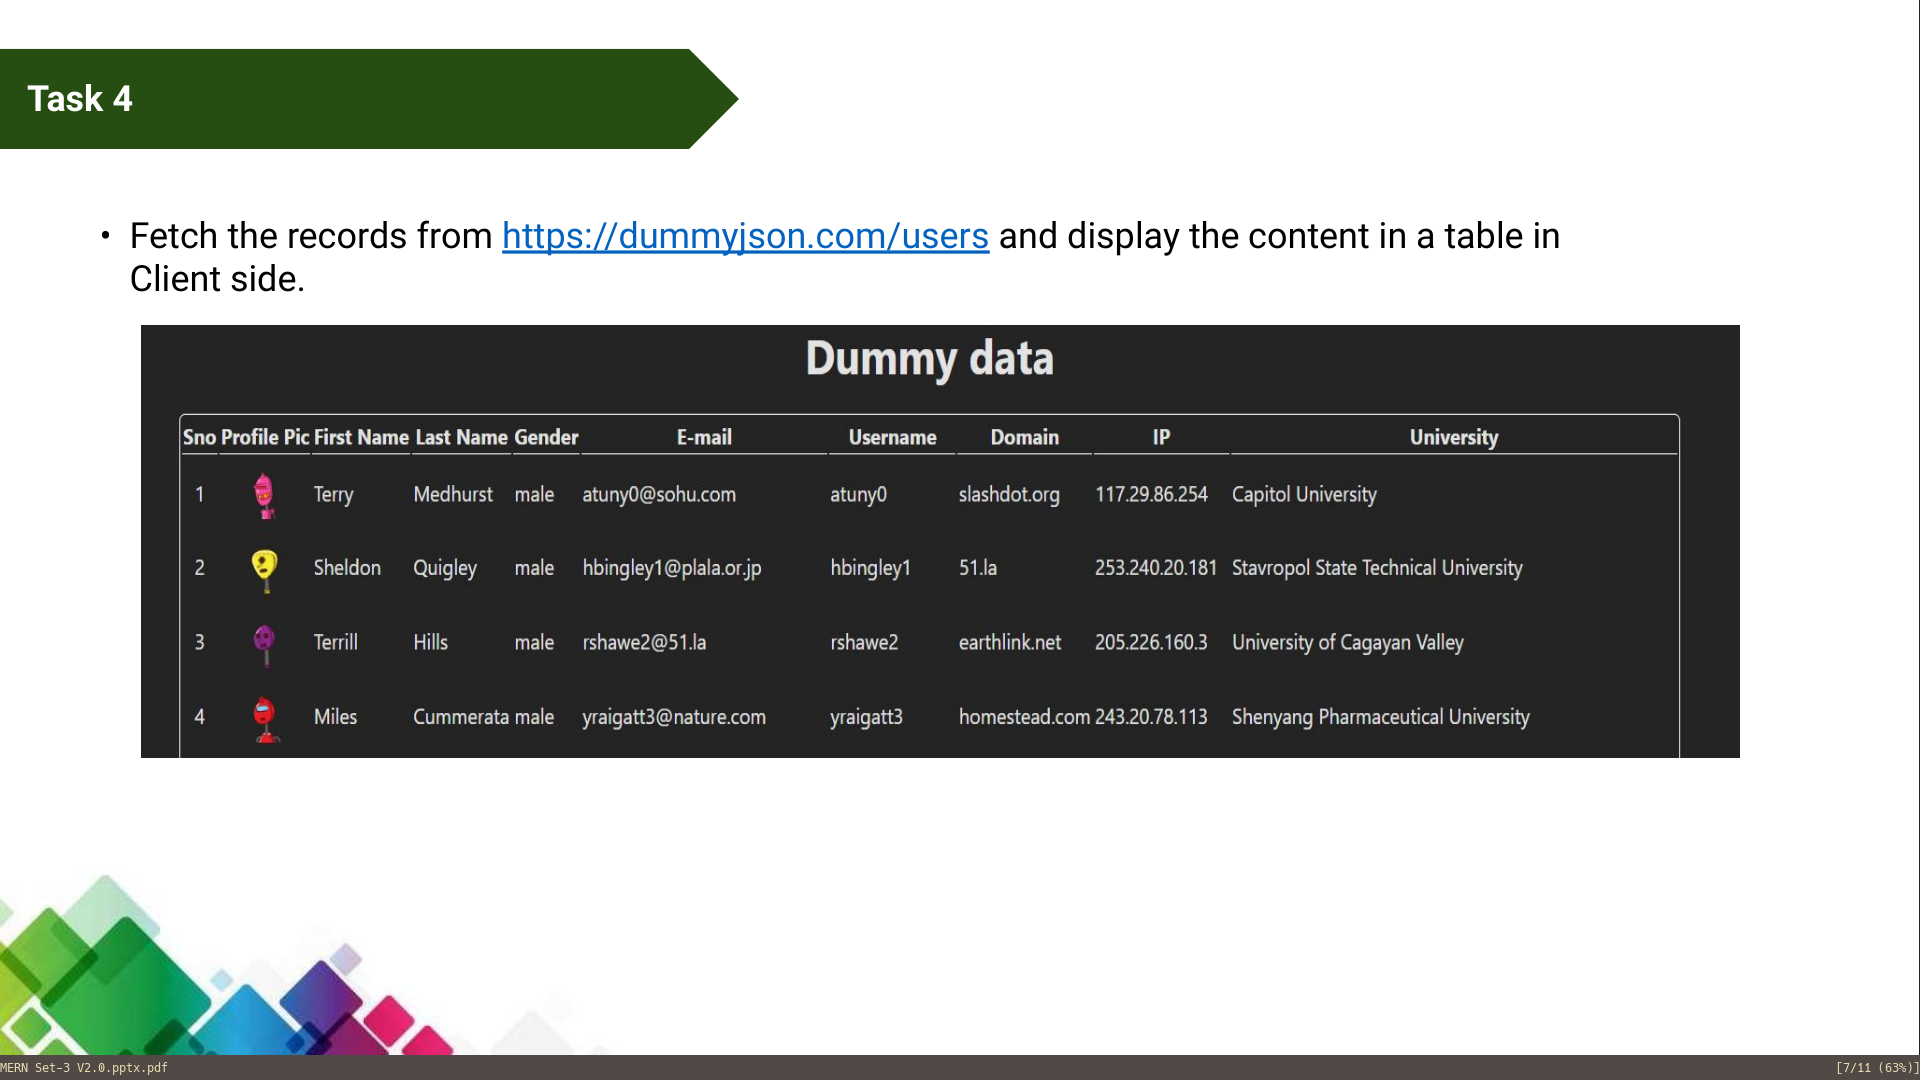 Task 4
• Fetch the records from https://dummyjson.com/users and display the content in a table in
Client side.
Dummy data
Sno Profile Pic First Name Last Name Gender E-mail Username Domain IP University
1 Terry Medhurst male atuny0@sohu.com atuny0 slashdot.org 117.29.86.254 Capitol University
2 Sheldon Quigley male hbingley1@plala.or.jp hbingley1 51.la 253.240.20.181 Stavropol State Technical University
3 Terrill Hills male rshawe2@51.la rshawe2 earthlink.net 205.226.160.3 University of Cagayan Valley
4 Miles Cummerata male yraigatt3@nature.com yraigatt3 homestead.com 243.20.78.113 Shenyang Pharmaceutical University
MERN Set-3 V2.0.pptx.pdf [7/11 (63%)]